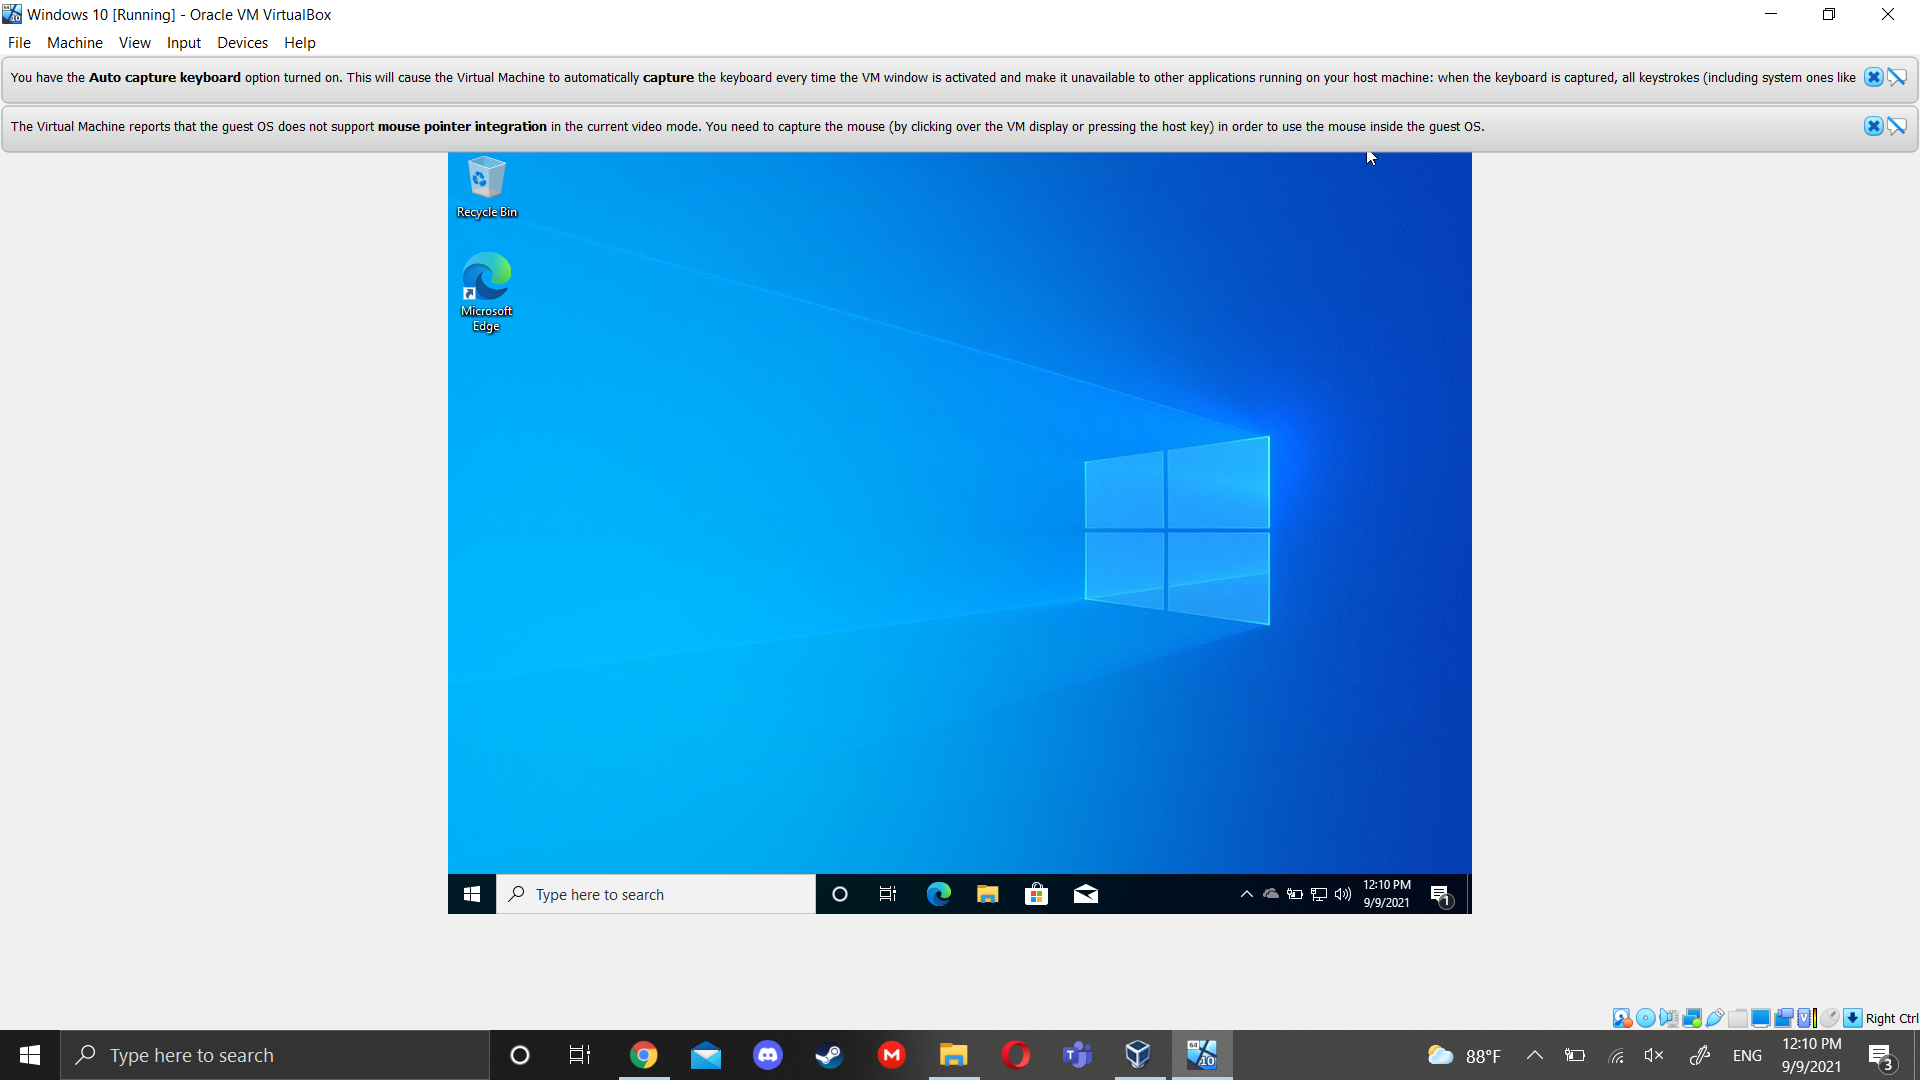 Windows 10 [Running] - Oracle VM VirtualBox
File Machine View Input Devices Help
You have the Auto capture keyboard option turned on. This will cause the Virtual Machine to automatically capture the keyboard every time the VM window is activated and make it unavailable to other applications running on your host machine: when the keyboard is captured, all keystrokes (including system ones like
The Virtual Machine reports that the guest OS does not support mouse pointer integration in the current video mode. You need to capture the mouse (by clicking over the VM display or pressing the host key) in order to use the mouse inside the guest OS.
Recycle Bin
Microsoft
Edge
Type here to search
12:10 PM
9/9/2021
1
Right Ctrl
Type here to search
88°F
ENG
12:10 PM
9/9/2021
3